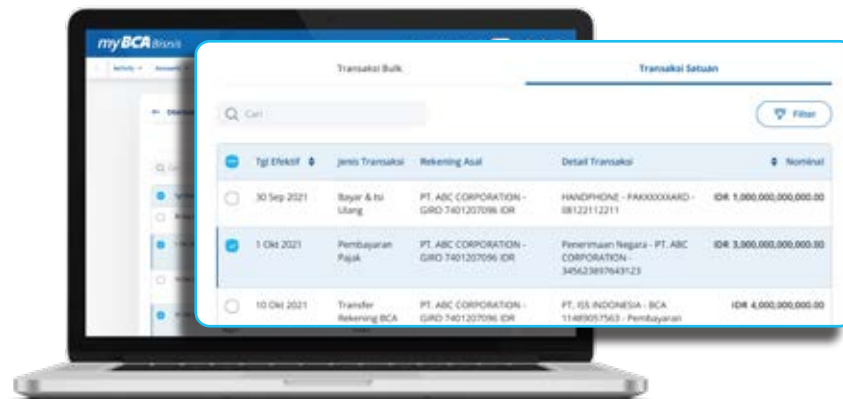 myBCA Bisnis
Activity
Accounts
Transaksi Bulk
Transaksi Satuan
Cari
Filter
Tgl Efektif
Jenis Transaksi
Rekening Asal
Detail Transaksi
Nominal
30 Sep 2021
Bayar & Isi
Ulang
PT. ABC CORPORATION -
GIRO 7401207096 IDR
HANDPHONE - PAKXXXXXARD -
08122112211
IDR 1,000,000,000,000.00
1 Okt 2021
Pembayaran
Pajak
PT. ABC CORPORATION -
GIRO 7401207096 IDR
Penerimaan Negara - PT. ABC
CORPORATION -
345623897643123
IDR 3,000,000,000,000.00
10 Okt 2021
Transfer
Rekening BCA
PT. ABC CORPORATION -
GIRO 7401207096 IDR
PT. ISS INDONESIA - BCA
11489057563 - Pembayaran
IDR 4,000,000,000.00